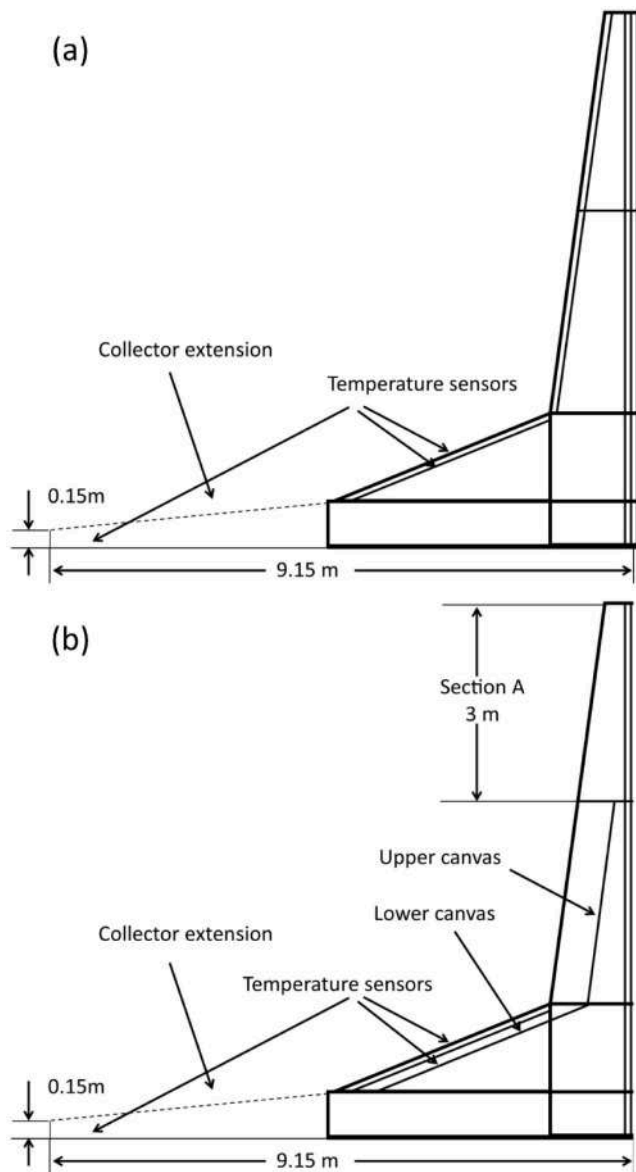 (a)
Collector extension
Temperature sensors
0.15m
9.15 m
(b)
Section A
3 m
Upper canvas
Lower canvas
Collector extension
Temperature sensors
0.15m
9.15 m